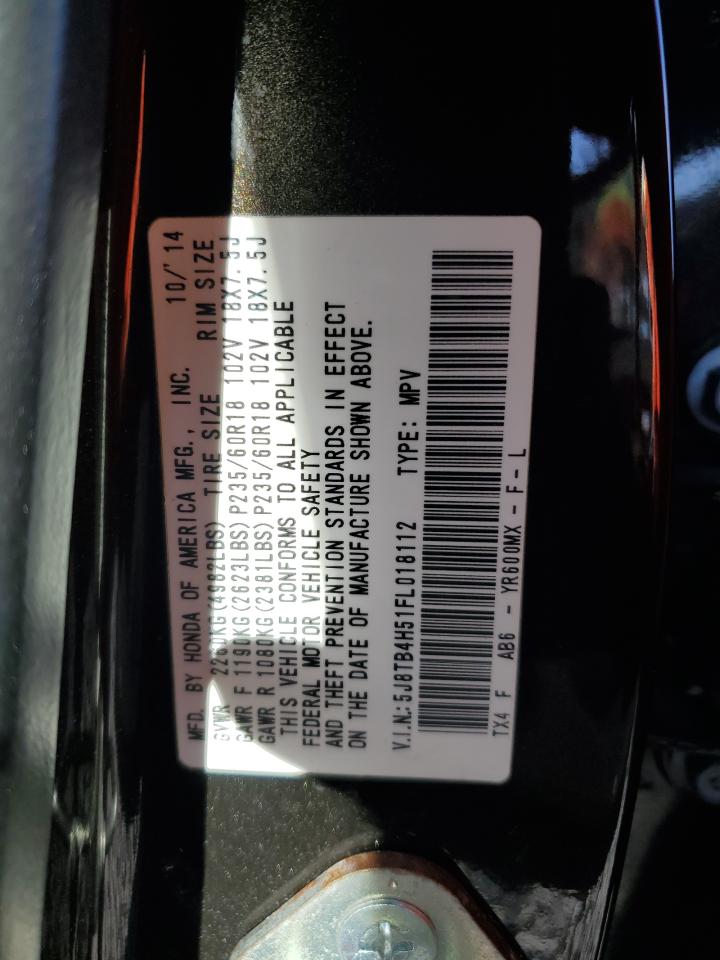 MFD. BY HONDA OF AMERICA MFG., INC. 10/'14
GVWR 2260KG(4982LBS) TIRE SIZE RIM SIZE
GAWR F 1190KG(2623LBS) P235/60R18 102V 18X7.5J
GAWR R 1080KG(2381LBS) P235/60R18 102V 18X7.5J
THIS VEHICLE CONFORMS TO ALL APPLICABLE
FEDERAL MOTOR VEHICLE SAFETY
AND THEFT PREVENTION STANDARDS IN EFFECT
ON THE DATE OF MANUFACTURE SHOWN ABOVE.
V.I.N.: 5J8TB4H51FL018112 TYPE: MPV
TX4 F AB6 - YR600MX - F - L